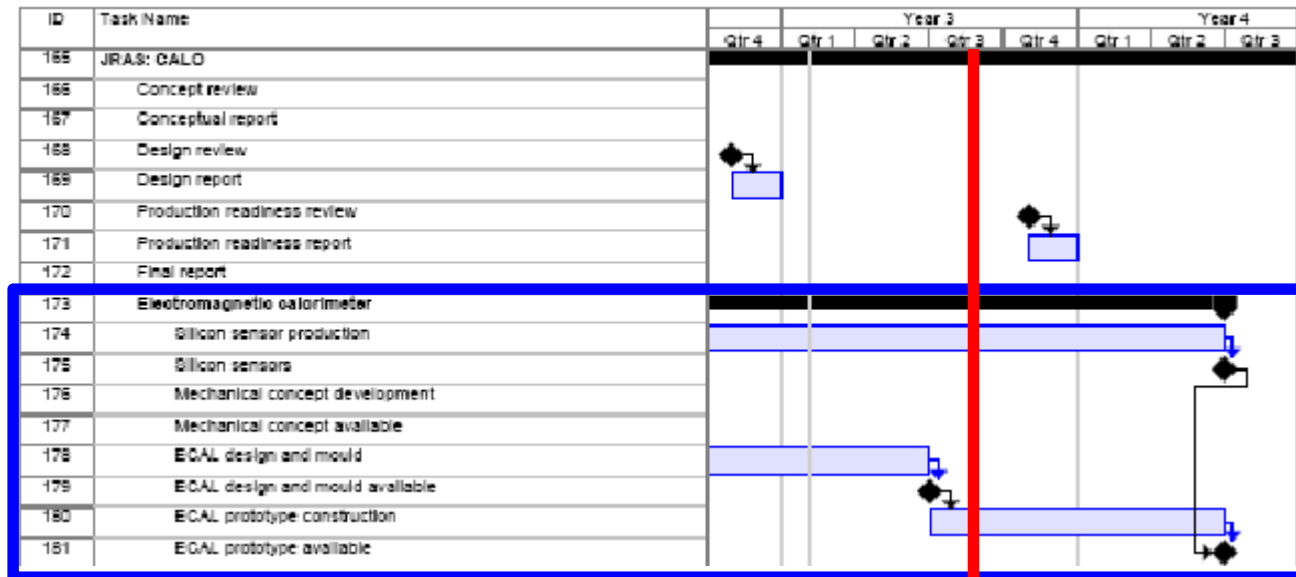 ID Task Name Year 3 Year 4
Qtr 4 Qtr 1 Qtr 2 Qtr 3 Qtr 4 Qtr 1 Qtr 2 Qtr 3
165 JRA3: CALO
166 Concept review
167 Conceptual report
168 Design review
169 Design report
170 Production readiness review
171 Production readiness report
172 Final report
173 Electromagnetic calorimeter
174 Silicon sensor production
175 Silicon sensors
176 Mechanical concept development
177 Mechanical concept available
178 ECAL design and mould
179 ECAL design and mould available
180 ECAL prototype construction
181 ECAL prototype available